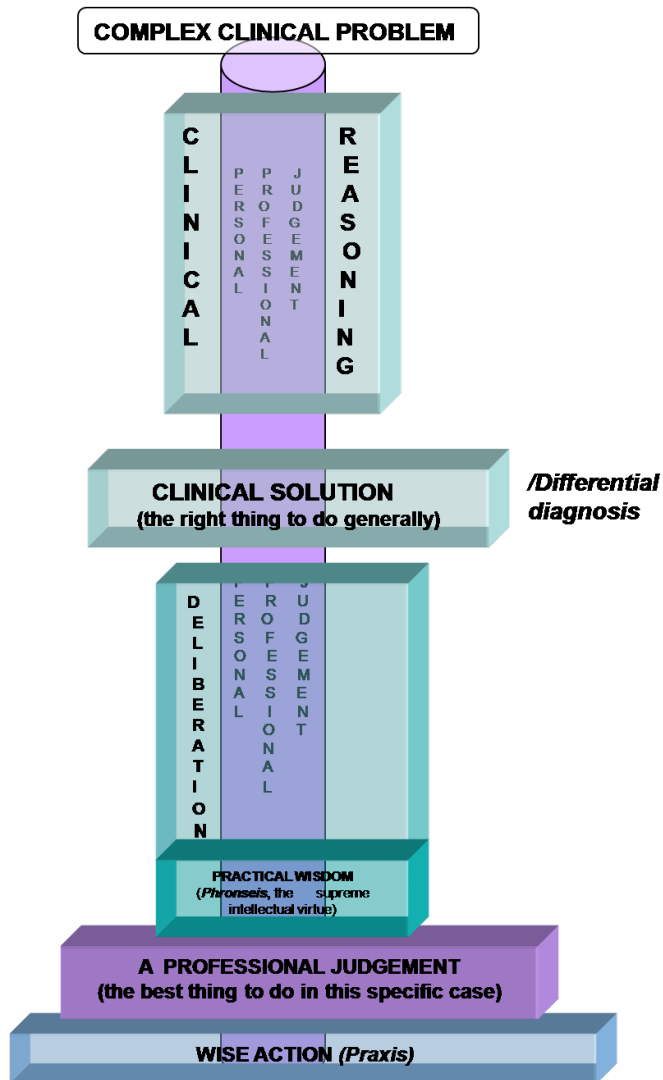 COMPLEX CLINICAL PROBLEM
CLINICAL
PERSONAL
PROFESSIONAL
JUDGEMENT
REASONING
CLINICAL SOLUTION
(the right thing to do generally)
/Differential
diagnosis
DELIBERATION
PERSONAL
PROFESSIONAL
JUDGEMENT
PRACTICAL WISDOM
(Phronseis, the supreme
intellectual virtue)
A PROFESSIONAL JUDGEMENT
(the best thing to do in this specific case)
WISE ACTION (Praxis)